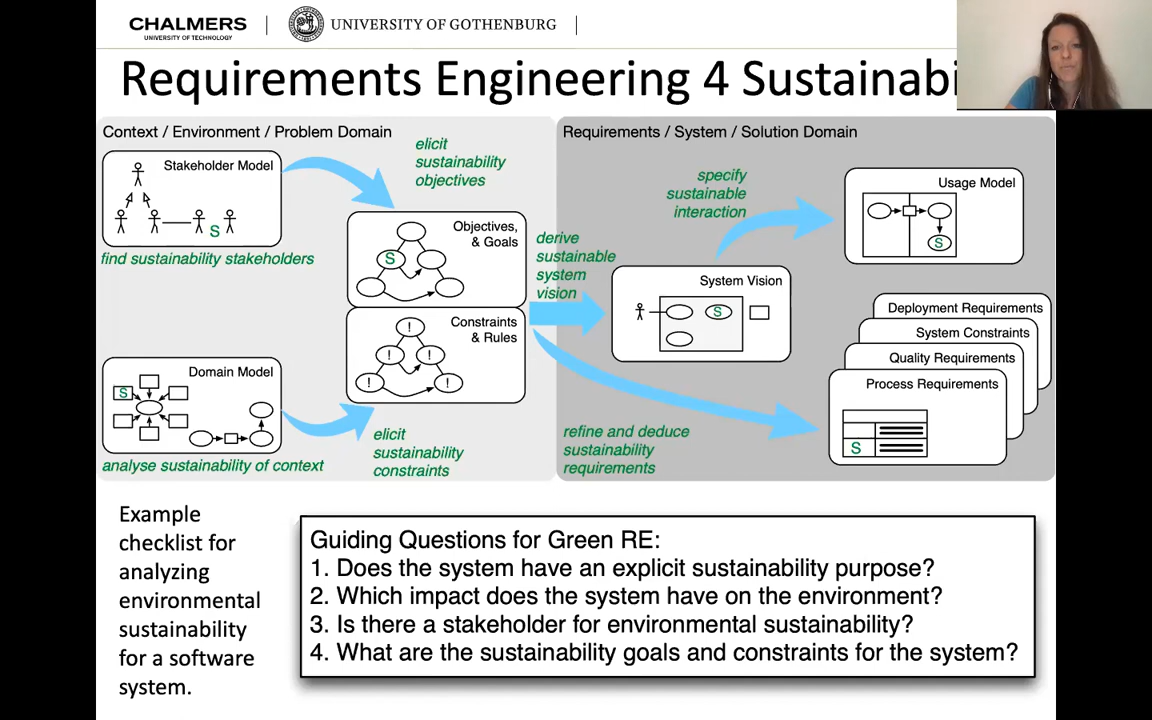 CHALMERS
UNIVERSITY OF TECHNOLOGY
UNIVERSITY OF GOTHENBURG
Requirements Engineering 4 Sustainabi
Context / Environment / Problem Domain
Stakeholder Model
S
find sustainability stakeholders
elicit
sustainability
objectives
Objectives,
& Goals
S
Constraints
& Rules
!
! !
! !
Domain Model
S
analyse sustainability of context
elicit
sustainability
constraints
derive
sustainable
system
vision
Requirements / System / Solution Domain
specify
sustainable
interaction
System Vision
S
Usage Model
S
refine and deduce
sustainability
requirements
Deployment Requirements
System Constraints
Quality Requirements
Process Requirements
S
Example
checklist for
analyzing
environmental
sustainability
for a software
system.
Guiding Questions for Green RE:
1. Does the system have an explicit sustainability purpose?
2. Which impact does the system have on the environment?
3. Is there a stakeholder for environmental sustainability?
4. What are the sustainability goals and constraints for the system?